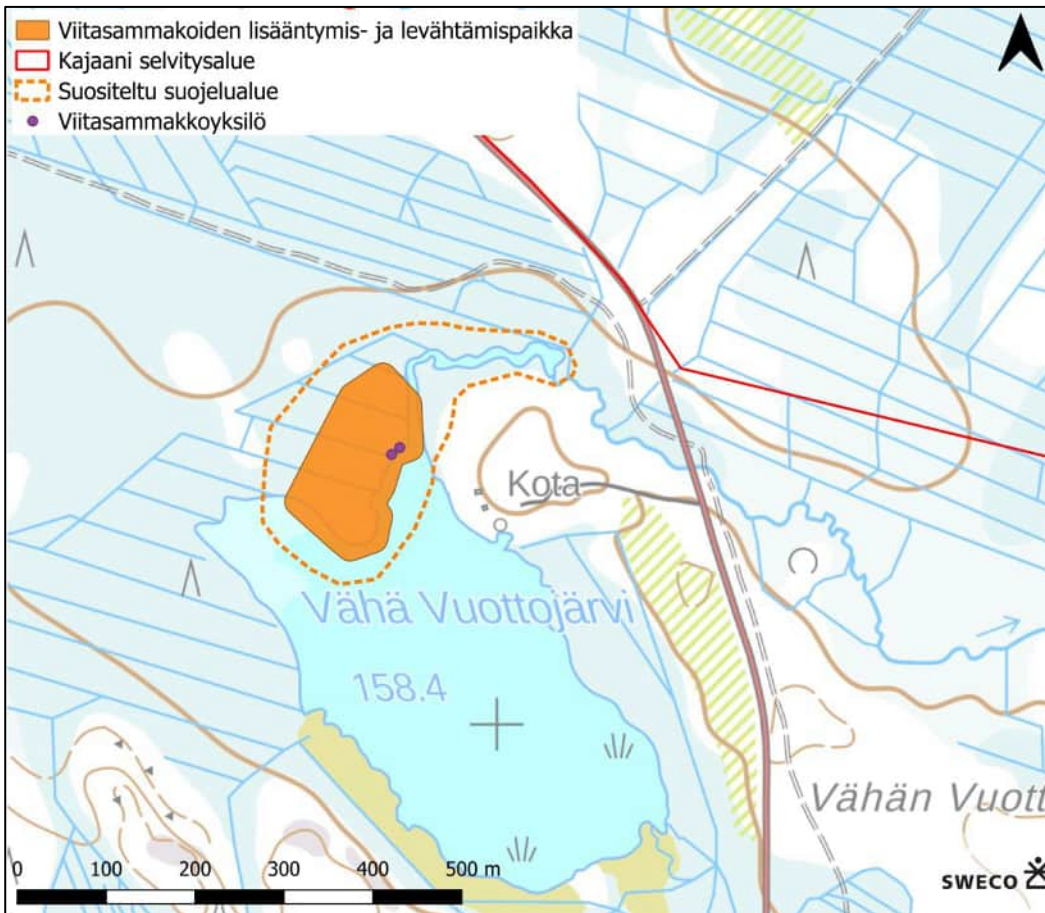 Viitasammakoiden lisääntymis- ja levähtämispaikka
Kajaani selvitysalue
Suositeltu suojelualue
Viitasammakkoyksilö
Kota
Vähä Vuottojärvi
158.4
Vähän Vuott
0 100 200 300 400 500 m
SWECO